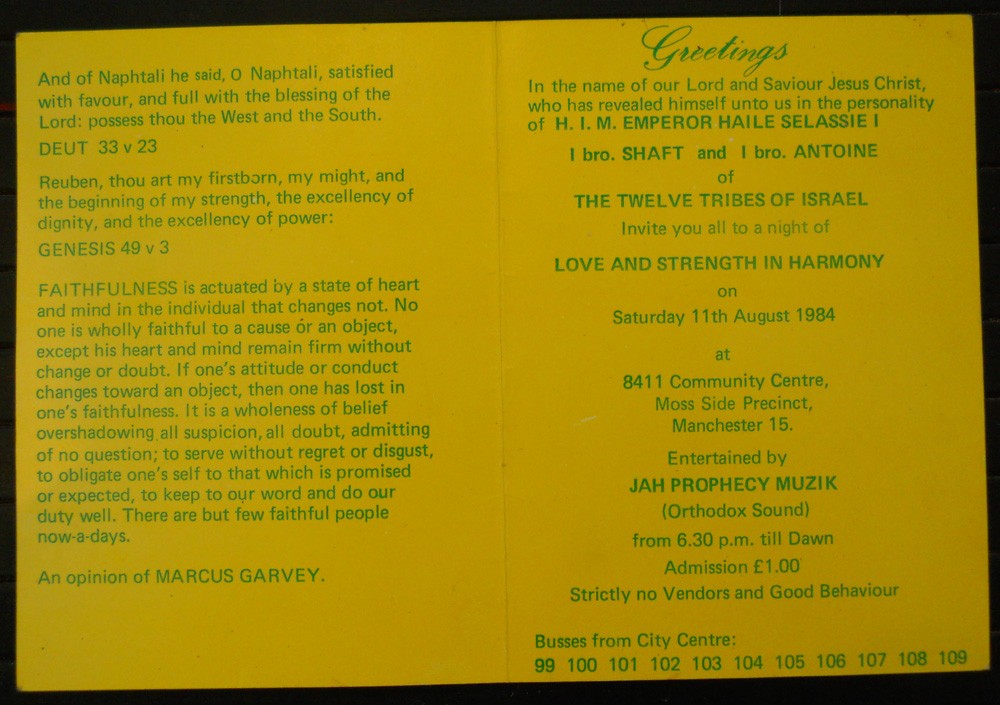 And of Naphtali he said, O Naphtali, satisfied
with favour, and full with the blessing of the
Lord: possess thou the West and the South.
DEUT 33 v 23
Reuben, thou art my firstborn, my might, and
the beginning of my strength, the excellency of
dignity, and the excellency of power:
GENESIS 49 v 3
FAITHFULNESS is actuated by a state of heart
and mind in the individual that changes not. No
one is wholly faithful to a cause or an object,
except his heart and mind remain firm without
change or doubt. If one's attitude or conduct
changes toward an object, then one has lost in
one's faithfulness. It is a wholeness of belief
overshadowing all suspicion, all doubt, admitting
of no question; to serve without regret or disgust,
to obligate one's self to that which is promised
or expected, to keep to our word and do our
duty well. There are but few faithful people
now-a-days.
An opinion of MARCUS GARVEY.
Greetings
In the name of our Lord and Saviour Jesus Christ,
who has revealed himself unto us in the personality
of H. I. M. EMPEROR HAILE SELASSIE I
I bro. SHAFT and I bro. ANTOINE
of
THE TWELVE TRIBES OF ISRAEL
Invite you all to a night of
LOVE AND STRENGTH IN HARMONY
on
Saturday 11th August 1984
at
8411 Community Centre,
Moss Side Precinct,
Manchester 15.
Entertained by
JAH PROPHECY MUZIK
(Orthodox Sound)
from 6.30 p.m. till Dawn
Admission £1.00
Strictly no Vendors and Good Behaviour
Busses from City Centre:
99 100 101 102 103 104 105 106 107 108 109